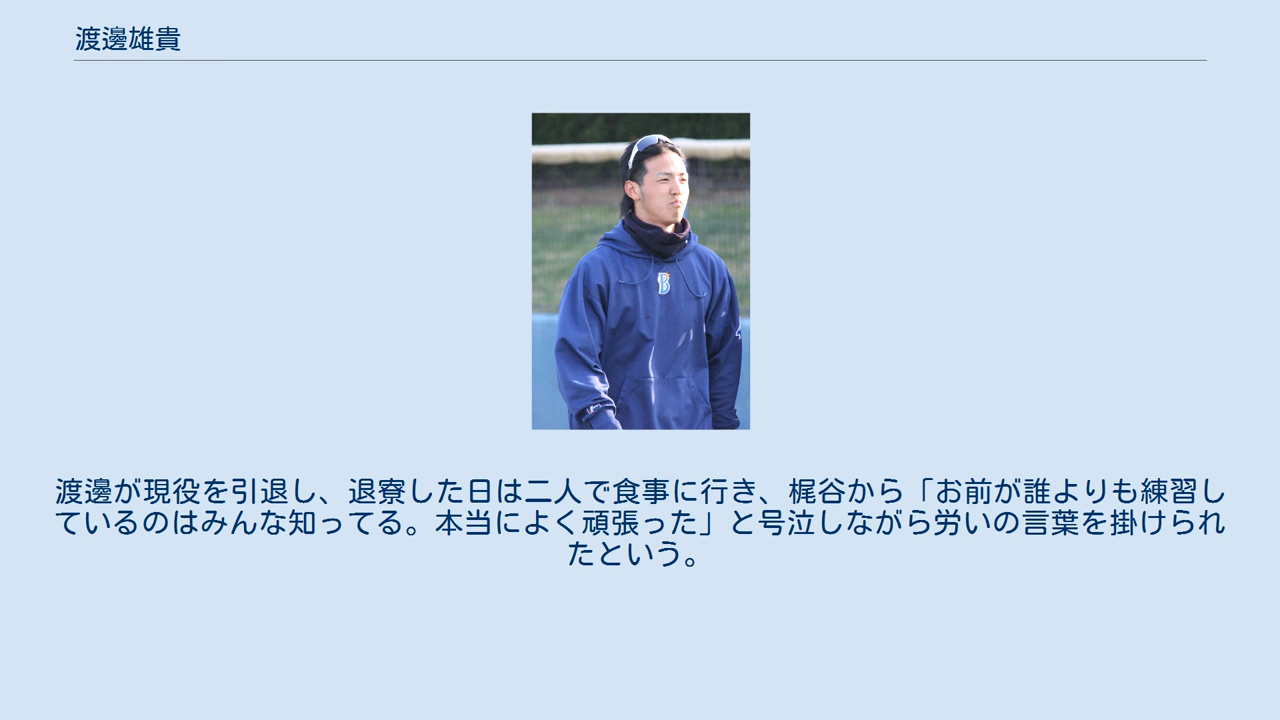 渡邊雄貴
B
渡邊が現役を引退し、退寮した日は二人で食事に行き、梶谷から「お前が誰よりも練習し
ているのはみんな知ってる。本当によく頑張った」と号泣しながら労いの言葉を掛けられ
たという。